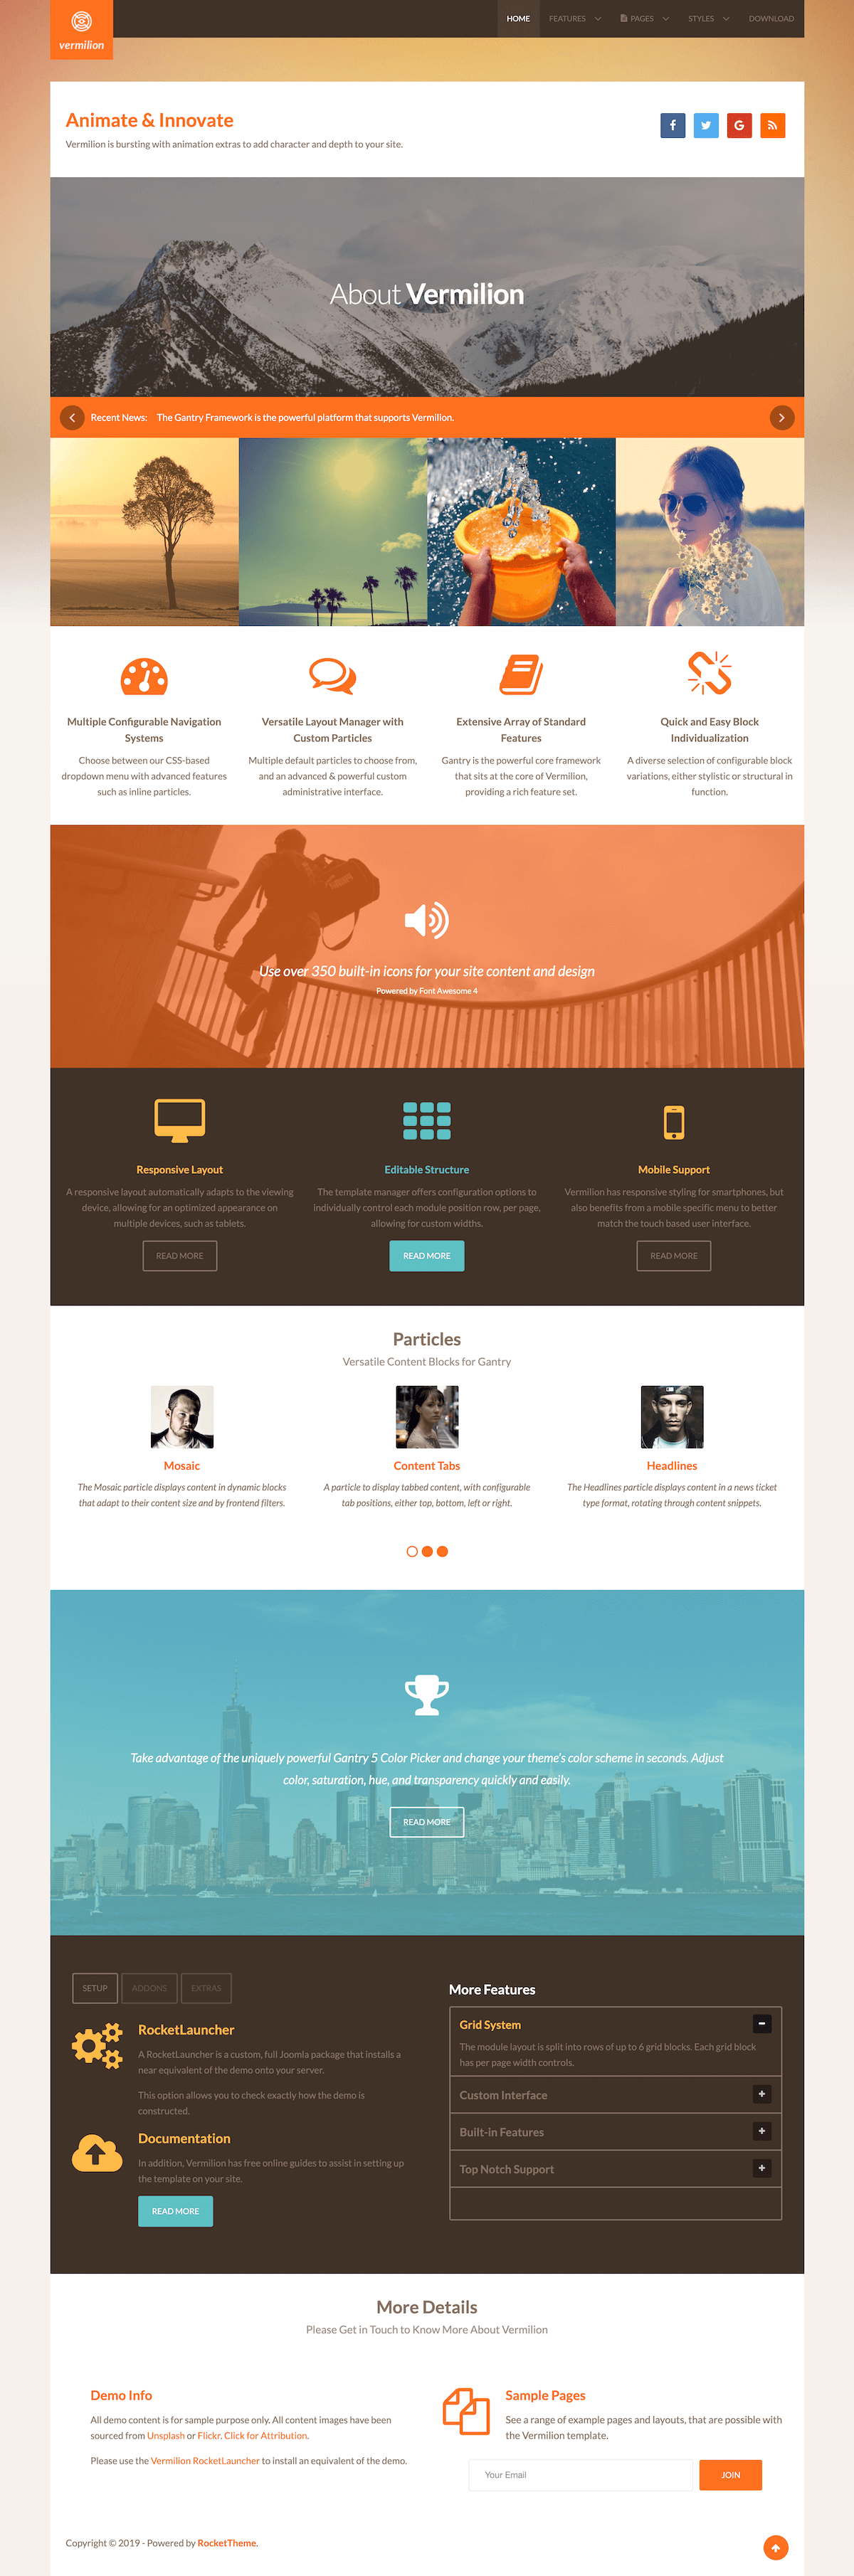 vermilion
HOME FEATURES PAGES STYLES DOWNLOAD
Animate & Innovate
Vermilion is bursting with animation extras to add character and depth to your site.
About Vermilion
Recent News: The Gantry Framework is the powerful platform that supports Vermilion.
Multiple Configurable Navigation
Systems
Choose between our CSS-based
dropdown menu with advanced features
such as inline particles.
Versatile Layout Manager with
Custom Particles
Multiple default particles to choose from,
and an advanced & powerful custom
administrative interface.
Extensive Array of Standard
Features
Gantry is the powerful core framework
that sits at the core of Vermilion,
providing a rich feature set.
Quick and Easy Block
Individualization
A diverse selection of configurable block
variations, either stylistic or structural in
function.
Use over 350 built-in icons for your site content and design
Powered by Font Awesome 4
Responsive Layout
A responsive layout automatically adapts to the viewing
device, allowing for an optimized appearance on
multiple devices, such as tablets.
READ MORE
Editable Structure
The template manager offers configuration options to
individually control each module position row, per page,
allowing for custom widths.
READ MORE
Mobile Support
Vermilion has responsive styling for smartphones, but
also benefits from a mobile specific menu to better
match the touch based user interface.
READ MORE
Particles
Versatile Content Blocks for Gantry
Mosaic
The Mosaic particle displays content in dynamic blocks
that adapt to their content size and by frontend filters.
Content Tabs
A particle to display tabbed content, with configurable
tab positions, either top, bottom, left or right.
Headlines
The Headlines particle displays content in a news ticket
type format, rotating through content snippets.
Take advantage of the uniquely powerful Gantry 5 Color Picker and change your theme's color scheme in seconds. Adjust
color, saturation, hue, and transparency quickly and easily.
READ MORE
SETUP ADDONS EXTRAS
RocketLauncher
A RocketLauncher is a custom, full Joomla package that installs a
near equivalent of the demo onto your server.
This option allows you to check exactly how the demo is
constructed.
Documentation
In addition, Vermilion has free online guides to assist in setting up
the template on your site.
READ MORE
More Features
Grid System
The module layout is split into rows of up to 6 grid blocks. Each grid block
has per page width controls.
Custom Interface
Built-in Features
Top Notch Support
More Details
Please Get in Touch to Know More About Vermilion
Demo Info
All demo content is for sample purpose only. All content images have been
sourced from Unsplash or Flickr. Click for Attribution.
Please use the Vermilion RocketLauncher to install an equivalent of the demo.
Sample Pages
See a range of example pages and layouts, that are possible with
the Vermilion template.
Your Email JOIN
Copyright © 2019 - Powered by RocketTheme.